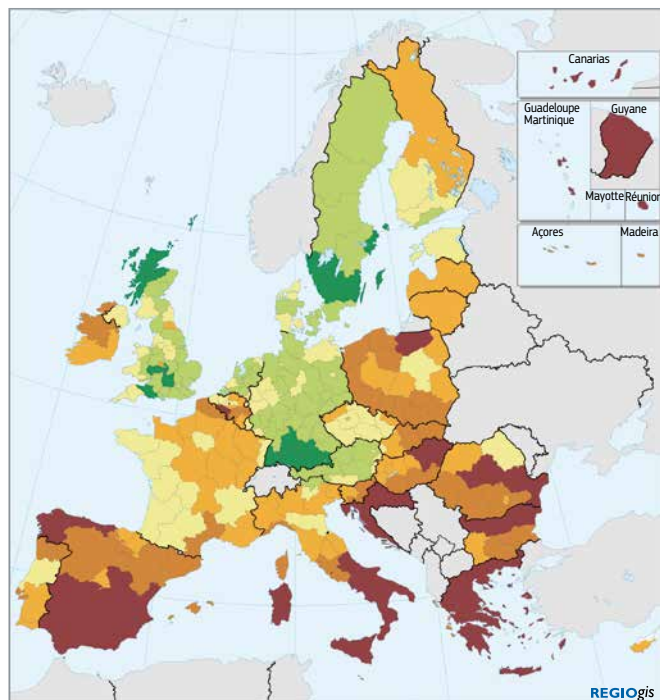 Canarias
Guadeloupe
Martinique
Guyane
Mayotte
Réunion
Açores
Madeira
REGIOgis